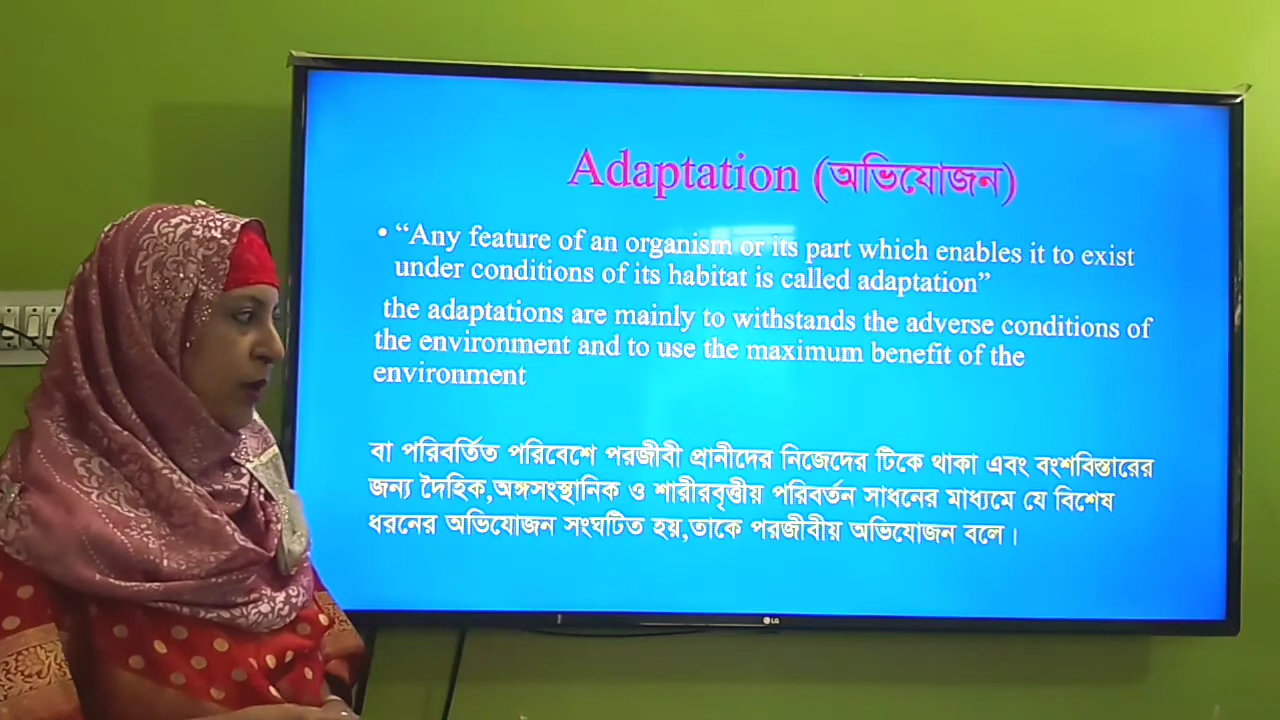 Adaptation (অভিযোজন)
• “Any feature of an organism or its part which enables it to exist
under conditions of its habitat is called adaptation”
the adaptations are mainly to withstands the adverse conditions of
the environment and to use the maximum benefit of the
environment
বা পরিবর্তিত পরিবেশে পরজীবী প্রানীদের নিজেদের টিকে থাকা এবং বংশবিস্তারের
জন্য দৈহিক,অঙ্গসংস্থানিক ও শারীরবৃত্তীয় পরিবর্তন সাধনের মাধ্যমে যে বিশেষ
ধরনের অভিযোজন সংঘটিত হয়,তাকে পরজীবীয় অভিযোজন বলে।
LG